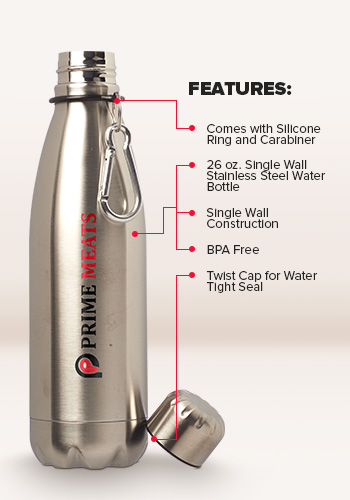 FEATURES:
Comes with Silicone
Ring and Carabiner
26 oz. Single Wall
Stainless Steel Water
Bottle
Single Wall
Construction
BPA Free
Twist Cap for Water
Tight Seal
PRIME MEATS